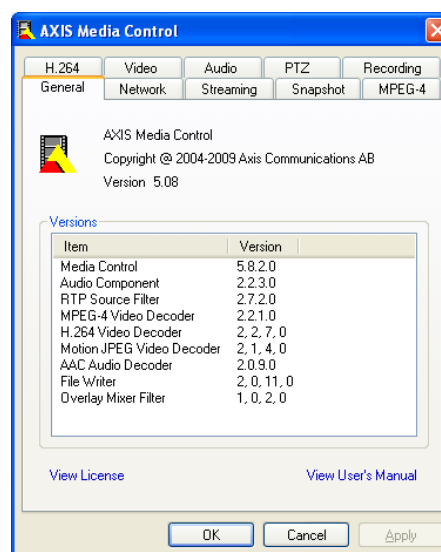 AXIS Media Control
H.264 Video Audio PTZ Recording
General Network Streaming Snapshot MPEG-4
AXIS Media Control
Copyright @ 2004-2009 Axis Communications AB
Version 5.08
Versions
Item Version
Media Control 5.8.2.0
Audio Component 2.2.3.0
RTP Source Filter 2.7.2.0
MPEG-4 Video Decoder 2.2.1.0
H.264 Video Decoder 2, 2, 7, 0
Motion JPEG Video Decoder 2, 1, 4, 0
AAC Audio Decoder 2.0.9.0
File Writer 2, 0, 11, 0
Overlay Mixer Filter 1, 0, 2, 0
View License View User's Manual
OK Cancel Apply